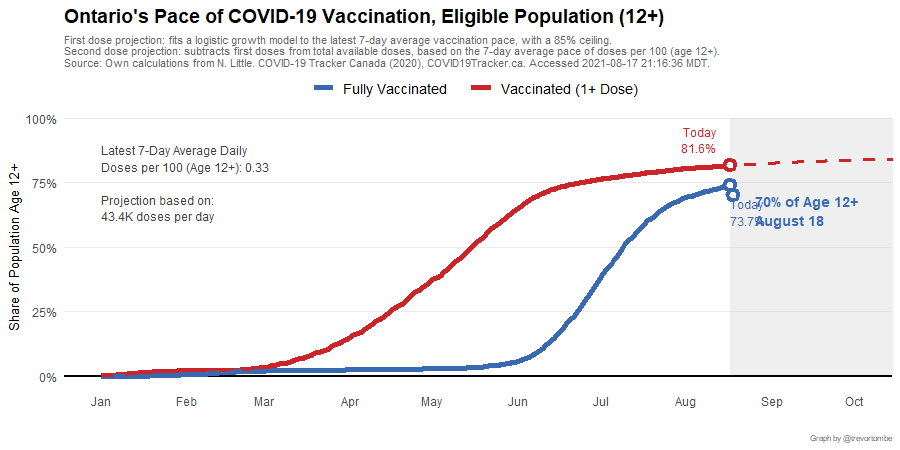 Ontario's Pace of COVID-19 Vaccination, Eligible Population (12+)
First dose projection: fits a logistic growth model to the latest 7-day average vaccination pace, with a 85% ceiling.
Second dose projection: subtracts first doses from total available doses, based on the 7-day average pace of doses per 100 (age 12+).
Source: Own calculations from N. Little. COVID-19 Tracker Canada (2020), COVID19Tracker.ca. Accessed 2021-08-17 21:16:36 MDT.
Fully Vaccinated
Vaccinated (1+ Dose)
Share of Population Age 12+
100%
75%
50%
25%
0%
Latest 7-Day Average Daily
Doses per 100 (Age 12+): 0.33
Projection based on:
43.4K doses per day
Today
81.6%
Today
73.7%
70% of Age 12+
August 18
Jan
Feb
Mar
Apr
May
Jun
Jul
Aug
Sep
Oct
Graph by @trevortombe